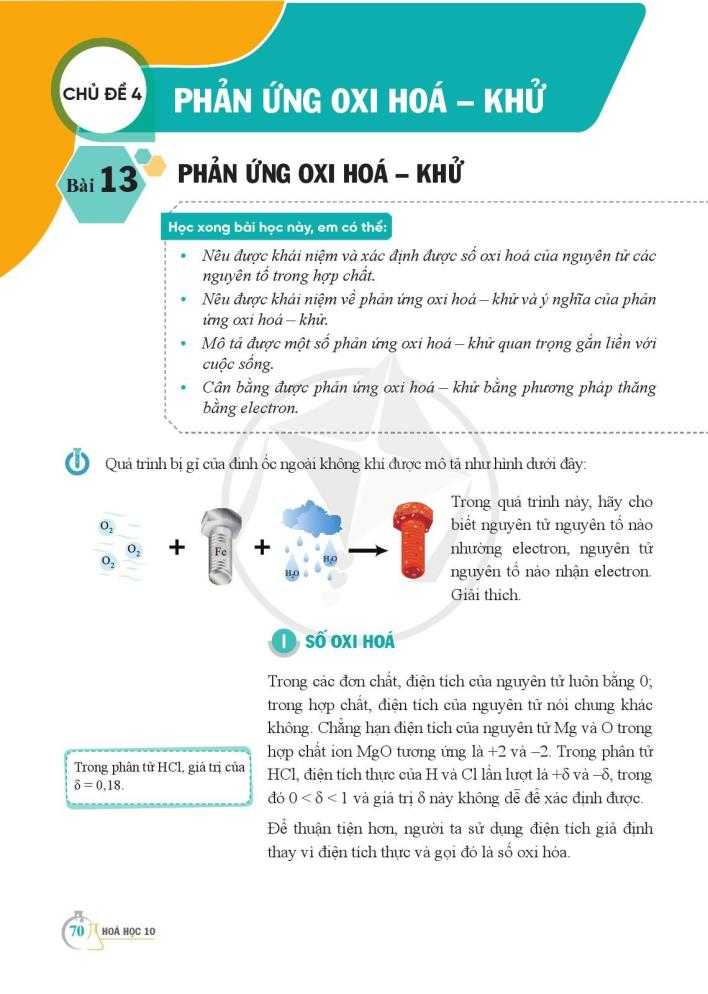 CHỦ ĐỀ 4
PHẢN ỨNG OXI HOÁ – KHỬ
Bài 13
PHẢN ỨNG OXI HOÁ – KHỬ
Học xong bài học này, em có thể:
• Nêu được khái niệm và xác định được số oxi hoá của nguyên tử các
nguyên tố trong hợp chất.
• Nêu được khái niệm về phản ứng oxi hoá – khử và ý nghĩa của phản
ứng oxi hoá – khử.
• Mô tả được một số phản ứng oxi hoá – khử quan trọng gắn liền với
cuộc sống.
• Cân bằng được phản ứng oxi hoá – khử bằng phương pháp thăng
bằng electron.
Quá trình bị gỉ của đinh ốc ngoài không khí được mô tả như hình dưới đây:
O₂
O₂
O₂
+
Fe
+
H₂O
H₂O
Trong quá trình này, hãy cho
biết nguyên tử nguyên tố nào
nhường electron, nguyên tử
nguyên tố nào nhận electron.
Giải thích.
I SỐ OXI HOÁ
Trong các đơn chất, điện tích của nguyên tử luôn bằng 0;
trong hợp chất, điện tích của nguyên tử nói chung khác
không. Chẳng hạn điện tích của nguyên tử Mg và O trong
hợp chất ion MgO tương ứng là +2 và –2. Trong phân tử
HCl, điện tích thực của H và Cl lần lượt là +δ và –δ, trong
đó 0 < δ < 1 và giá trị δ này không dễ để xác định được.
Để thuận tiện hơn, người ta sử dụng điện tích giả định
thay vì điện tích thực và gọi đó là số oxi hóa.
Trong phân tử HCl, giá trị của
δ = 0,18.
70 HOÁ HỌC 10